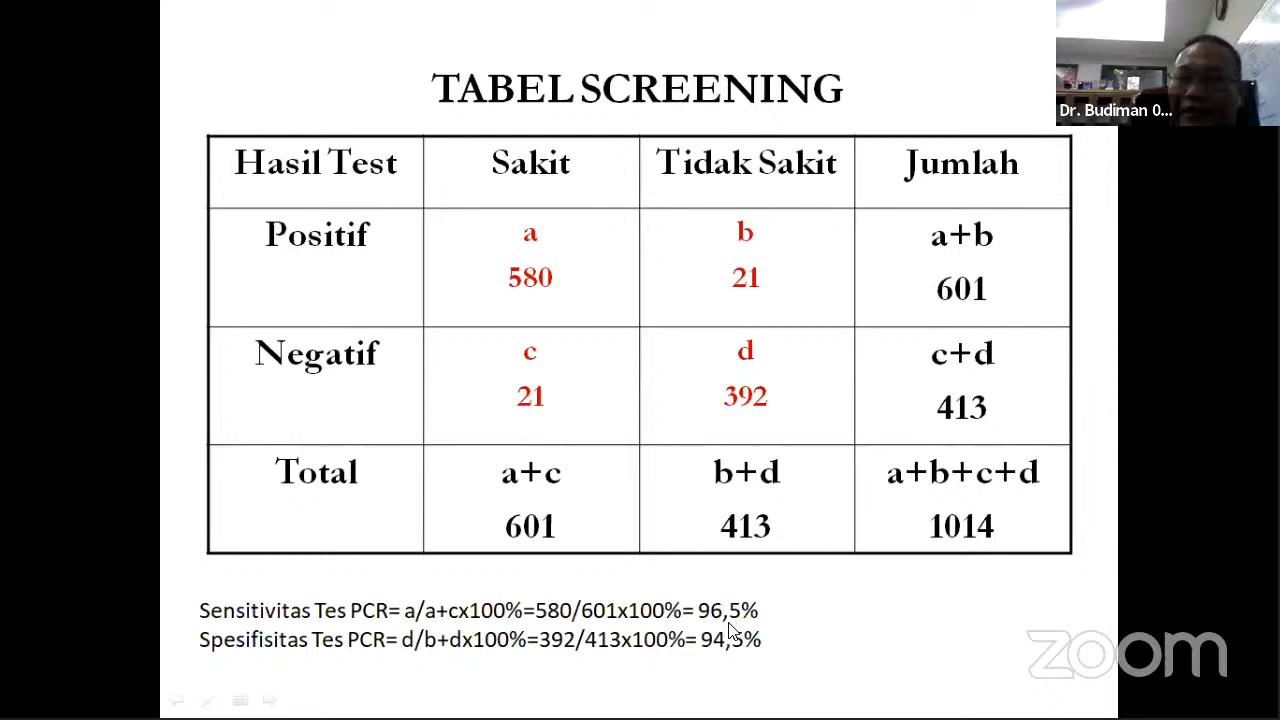 TABEL SCREENING
Dr. Budiman 0...
Hasil Test Sakit Tidak Sakit Jumlah
Positif a b a+b
580 21 601
Negatif c d c+d
21 392 413
Total a+c b+d a+b+c+d
601 413 1014
Sensitivitas Tes PCR= a/a+cx100%=580/601x100%= 96,5%
Spesifisitas Tes PCR= d/b+dx100%=392/413x100%= 94,5%
zoom